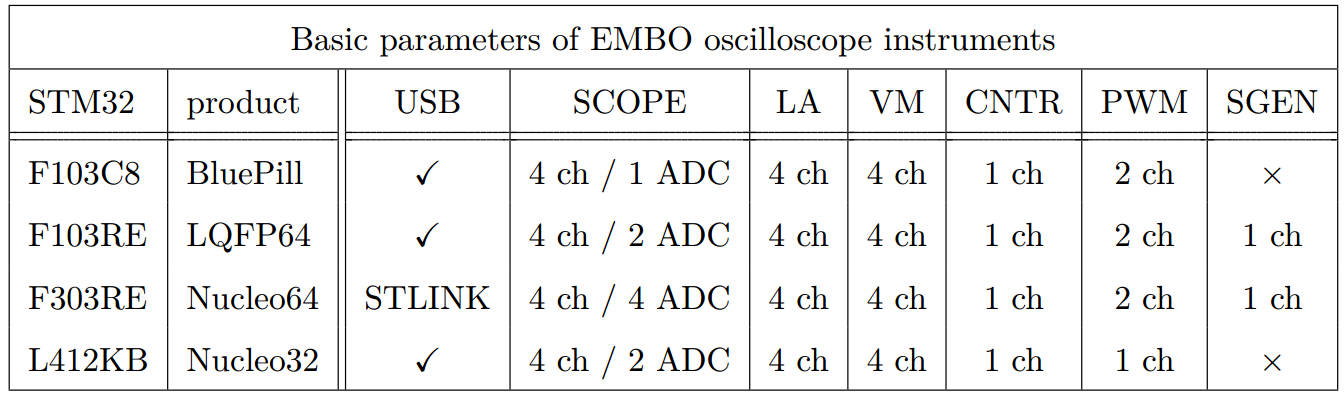 Basic parameters of EMBO oscilloscope instruments
STM32 product USB SCOPE LA VM CNTR PWM SGEN
F103C8 BluePill ✓ 4 ch / 1 ADC 4 ch 4 ch 1 ch 2 ch ×
F103RE LQFP64 ✓ 4 ch / 2 ADC 4 ch 4 ch 1 ch 2 ch 1 ch
F303RE Nucleo64 STLINK 4 ch / 4 ADC 4 ch 4 ch 1 ch 2 ch 1 ch
L412KB Nucleo32 ✓ 4 ch / 2 ADC 4 ch 4 ch 1 ch 1 ch ×